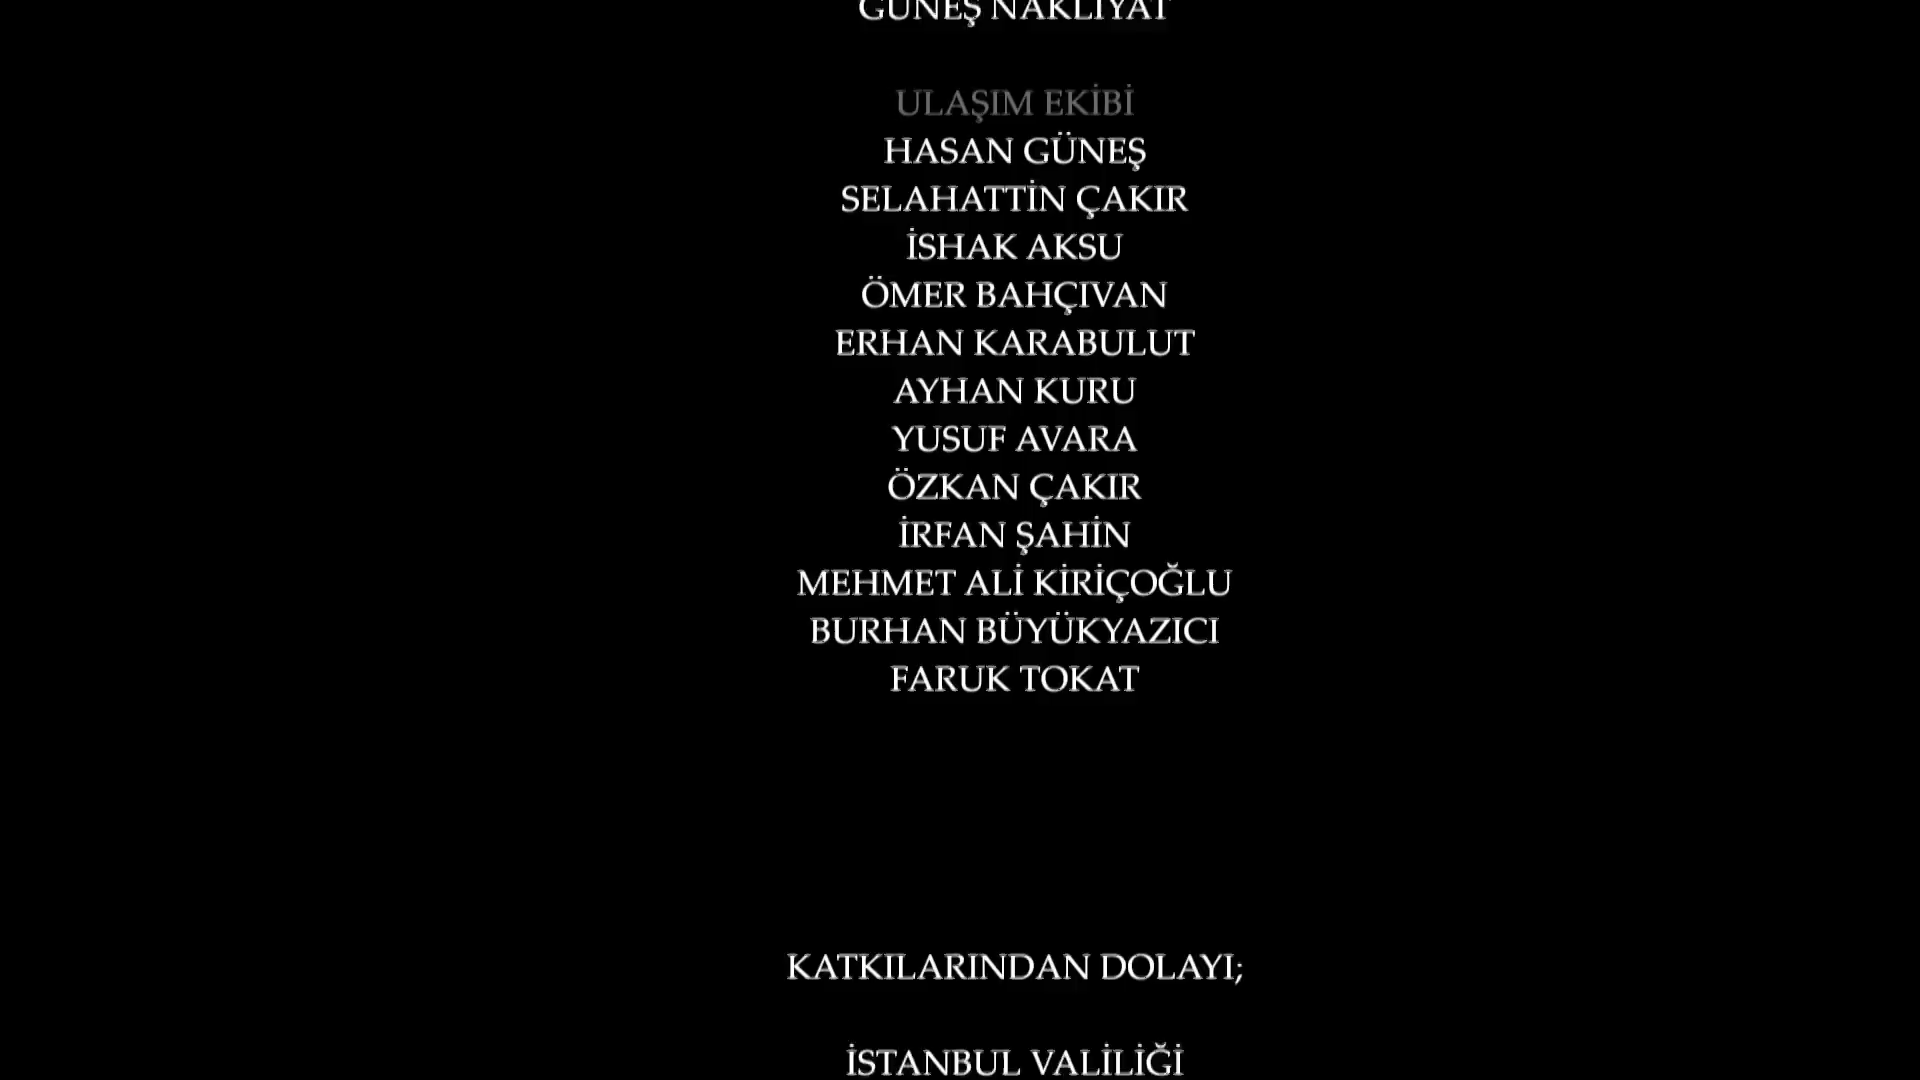 GÜNEŞ NAKLİYAT
ULAŞIM EKİBİ
HASAN GÜNEŞ
SELAHATTİN ÇAKIR
İSHAK AKSU
ÖMER BAHÇIVAN
ERHAN KARABULUT
AYHAN KURU
YUSUF AVARA
ÖZKAN ÇAKIR
İRFAN ŞAHİN
MEHMET ALİ KİRİÇOĞLU
BURHAN BÜYÜKYAZICI
FARUK TOKAT
KATKILARINDAN DOLAYI;
İSTANBUL VALİLİĞİ